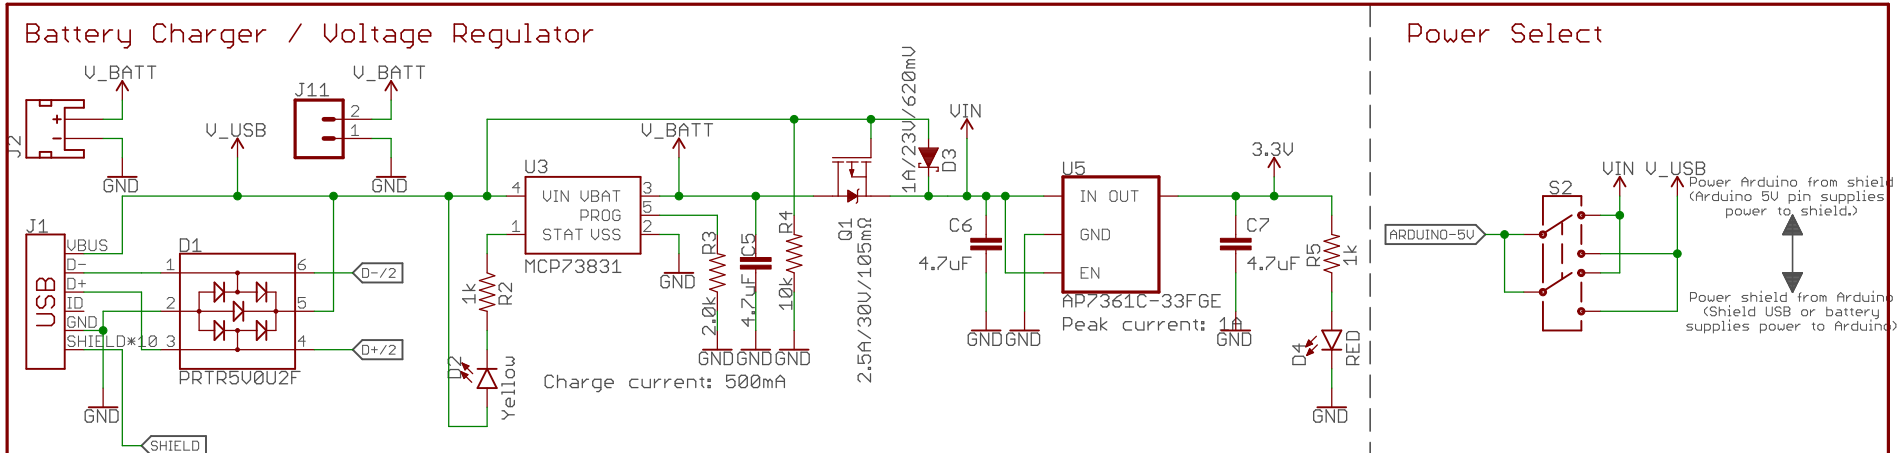 Battery Charger / Voltage Regulator
Power Select
V_BATT
J2
+
-
GND
V_USB
J11
V_BATT
2
1
GND
J1
USB
VBUS
D-
D+
ID
GND
SHIELD*10
GND
SHIELD
D1
1
2
3
6
5
4
PRTR5V0U2F
D-/2
D+/2
U3
4
1
VIN VBAT
PROG
STAT VSS
3
5
2
MCP73831
1k
R2
D2
Yellow
V_BATT
GND
R3
2.0k
GND
C5
4.7uF
GND
R4
10k
GND
Charge current: 500mA
Q1
2.5A/30V/105mΩ
1A/23V/620mV
D3
VIN
C6
4.7uF
GND
GND
U5
IN OUT
GND
EN
AP7361C-33FGE
Peak current: 1A
3.3V
C7
4.7uF
GND
R5
1k
D4
RED
GND
ARDUINO-5V
S2
VIN
V_USB
Power Arduino from shield
(Arduino 5V pin supplies
power to shield.)
Power shield from Arduino
(Shield USB or battery
supplies power to Arduino)